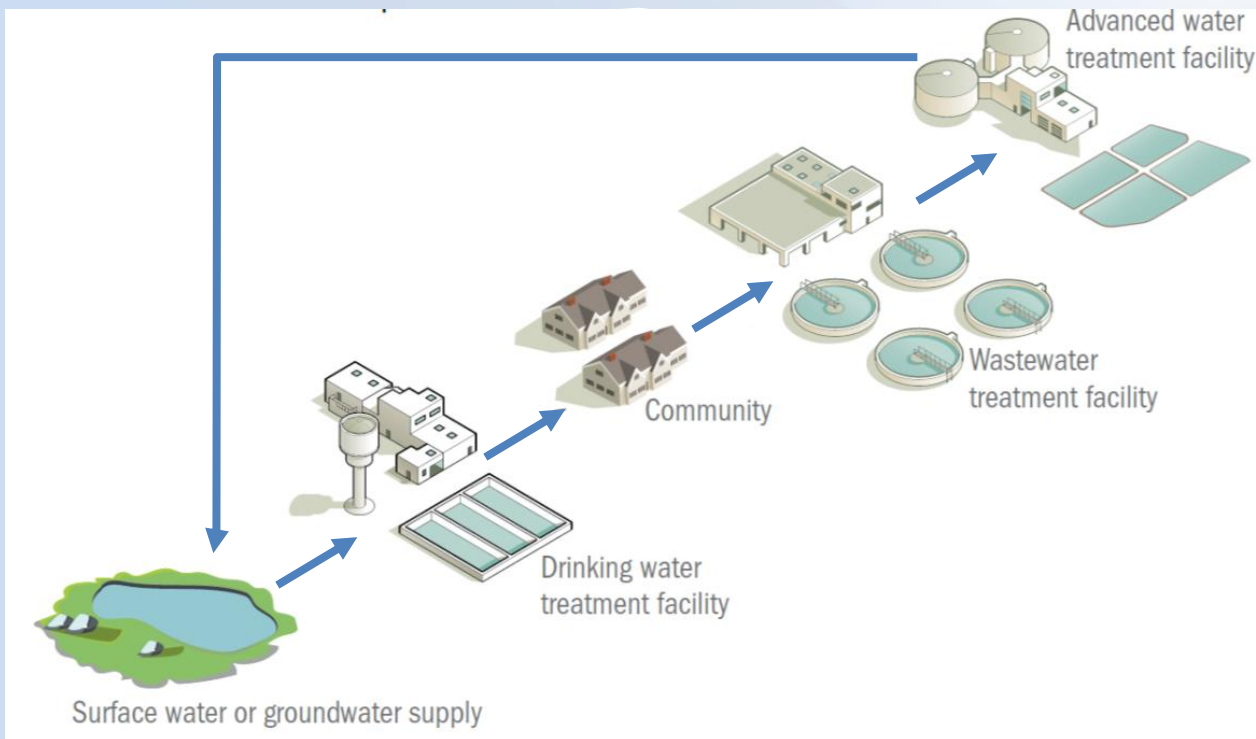 Advanced water
treatment facility
Wastewater
treatment facility
Community
Drinking water
treatment facility
Surface water or groundwater supply